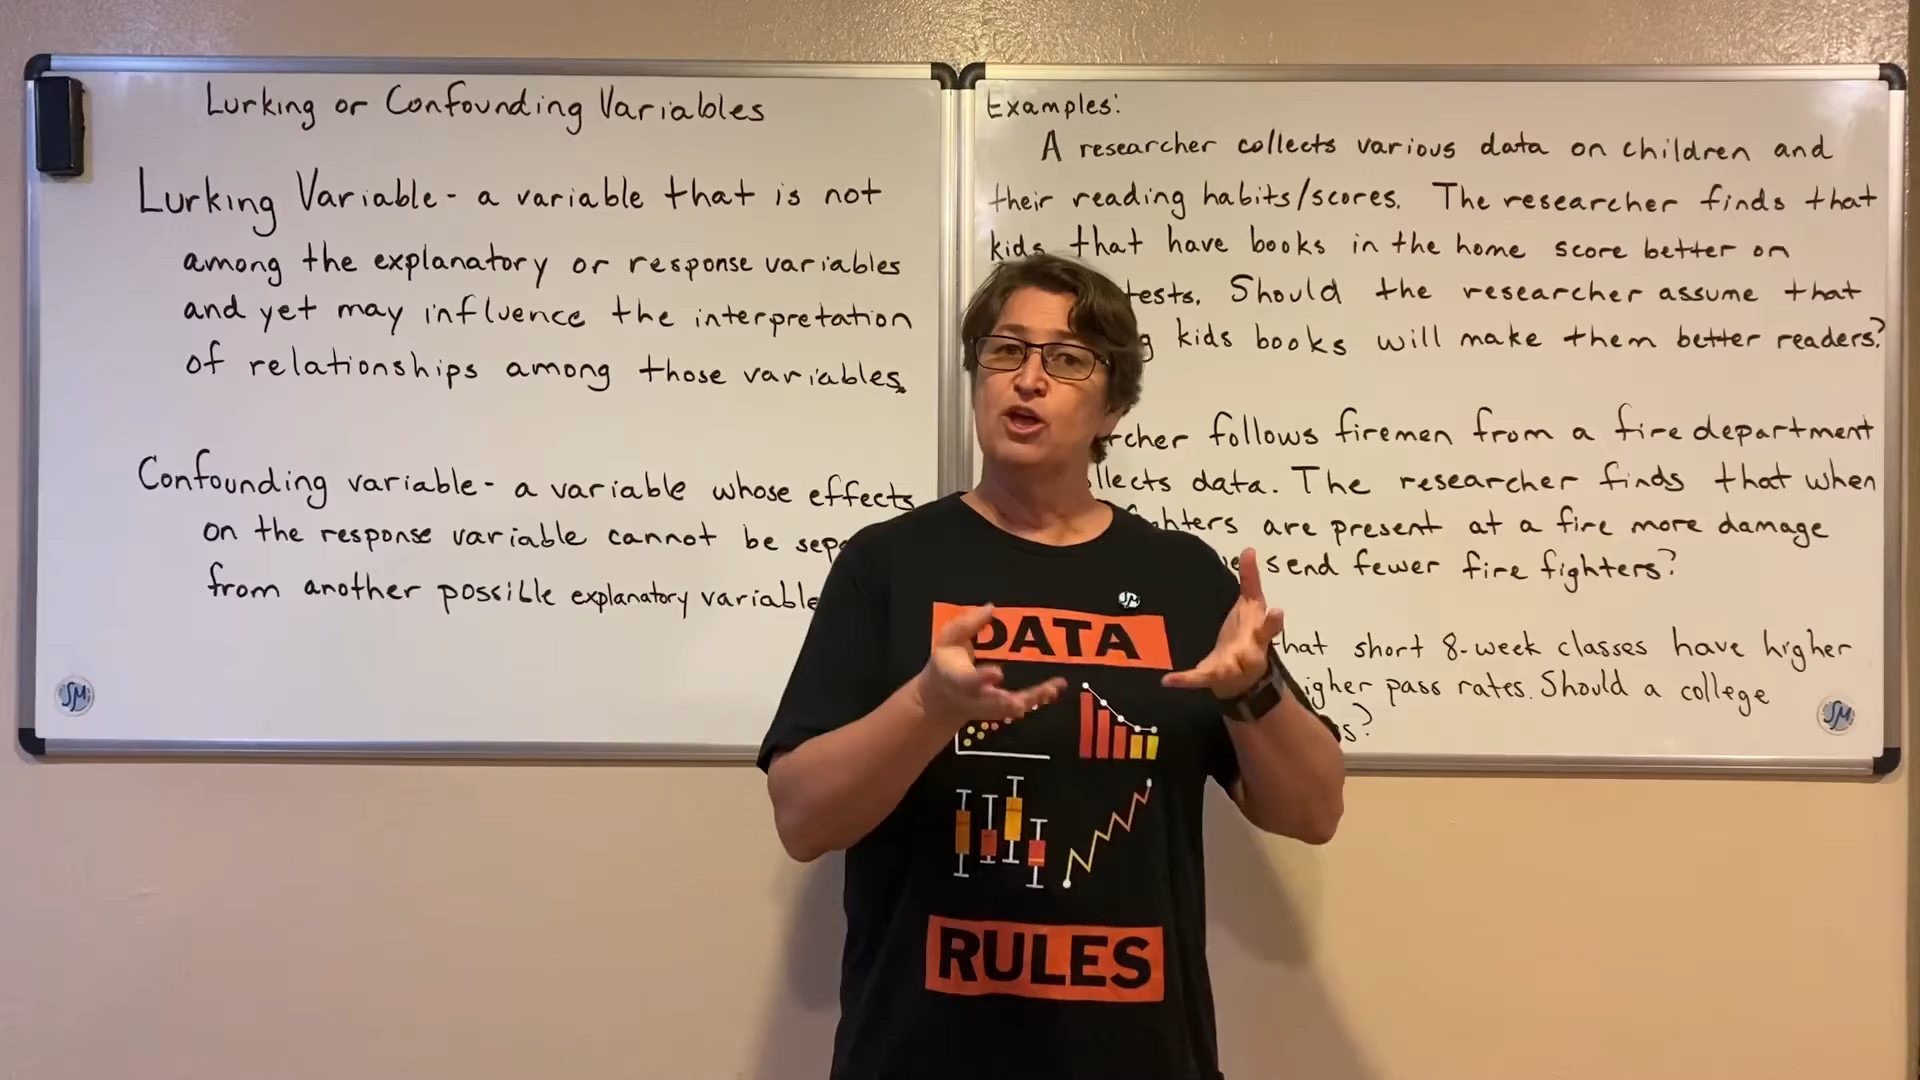 Lurking or Confounding Variables
Lurking Variable - a variable that is not
among the explanatory or response variables
and yet may influence the interpretation
of relationships among those variables.
Confounding variable - a variable whose effects
on the response variable cannot be
from another possible explanatory variable
SM
Examples:
A researcher collects various data on children and
their reading habits/scores. The researcher finds that
kids that have books in the home score better on
tests. Should the researcher assume that
kids books will make them better readers?
follows firemen from a fire department
data. The researcher finds that when
are present at a fire more damage
send fewer fire fighters?
that short 8-week classes have higher
pass rates. Should a college
SM
SM
DATA
RULES